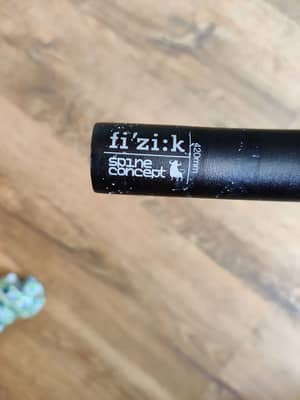 fi'zi:k
spine
concept
420mm